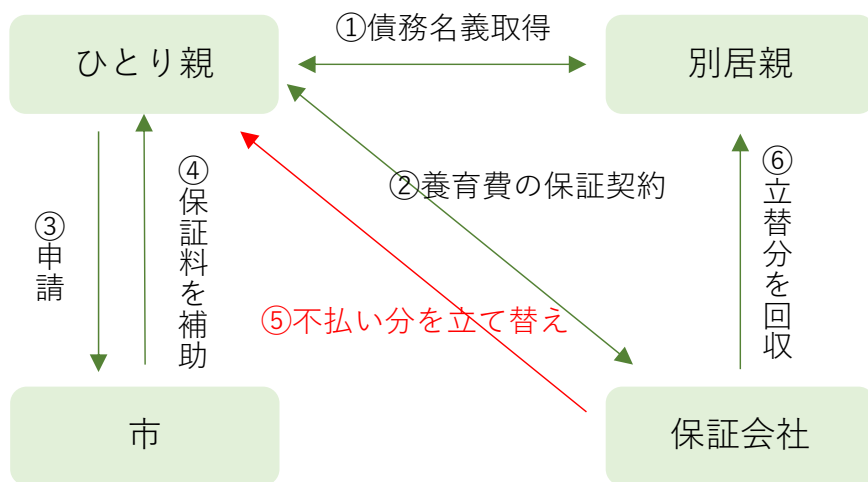 ①債務名義取得
ひとり親
別居親
②養育費の保証契約
③申請
④保証料を補助
⑤不払い分を立て替え
⑥立替分を回収
市
保証会社